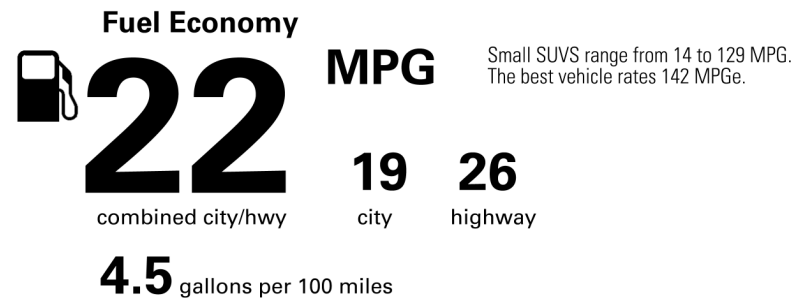 Fuel Economy
22
MPG
Small SUVS range from 14 to 129 MPG.
The best vehicle rates 142 MPGe.
19 26
combined city/hwy city highway
4.5 gallons per 100 miles